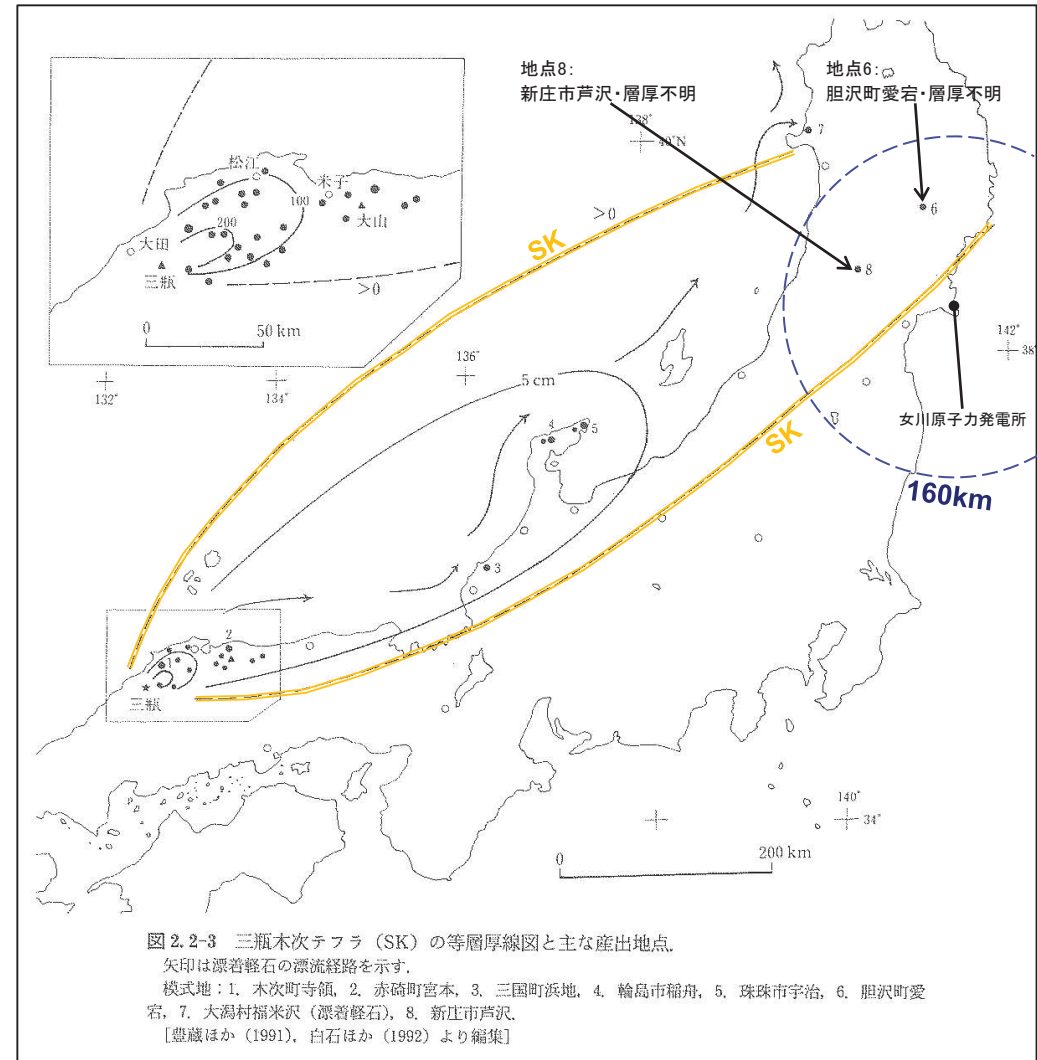 地点8:
新庄市芦沢・層厚不明
地点6:
胆沢町愛宕・層厚不明
138°
40°N
7
松江
米子
100
大山
200
大田
三瓶
>0
0
50 km
132°
134°
>0
SK
6
8
136°
142°
38°
5 cm
4
5
女川原子力発電所
SK
160km
3
2
1
三瓶
140°
34°
0
200 km
図 2.2-3 三瓶木次テフラ (SK) の等層厚線図と主な産出地点.
矢印は漂着軽石の漂流経路を示す.
模式地:1. 木次町寺領, 2. 赤碕町宮本, 3. 三国町浜地, 4. 輪島市稲舟, 5. 珠珠市宇治, 6. 胆沢町愛
宕, 7. 大潟村福米沢 (漂着軽石), 8. 新庄市芦沢.
[豊蔵ほか (1991), 白石ほか (1992) より編集]